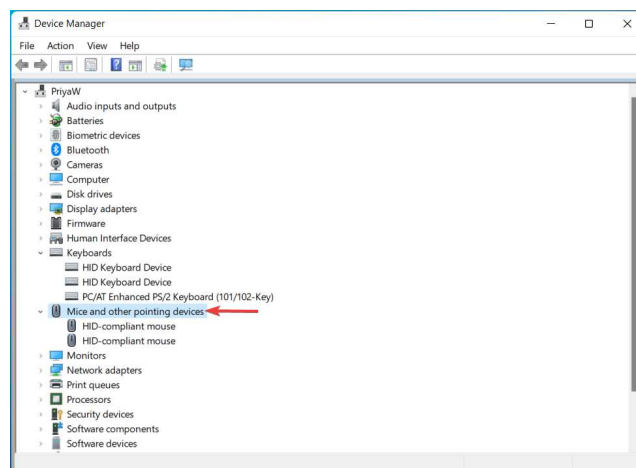 Device Manager
File Action View Help
PriyaW
Audio inputs and outputs
Batteries
Biometric devices
Bluetooth
Cameras
Computer
Disk drives
Display adapters
Firmware
Human Interface Devices
Keyboards
HID Keyboard Device
HID Keyboard Device
PC/AT Enhanced PS/2 Keyboard (101/102-Key)
Mice and other pointing devices
HID-compliant mouse
HID-compliant mouse
Monitors
Network adapters
Print queues
Processors
Security devices
Software components
Software devices